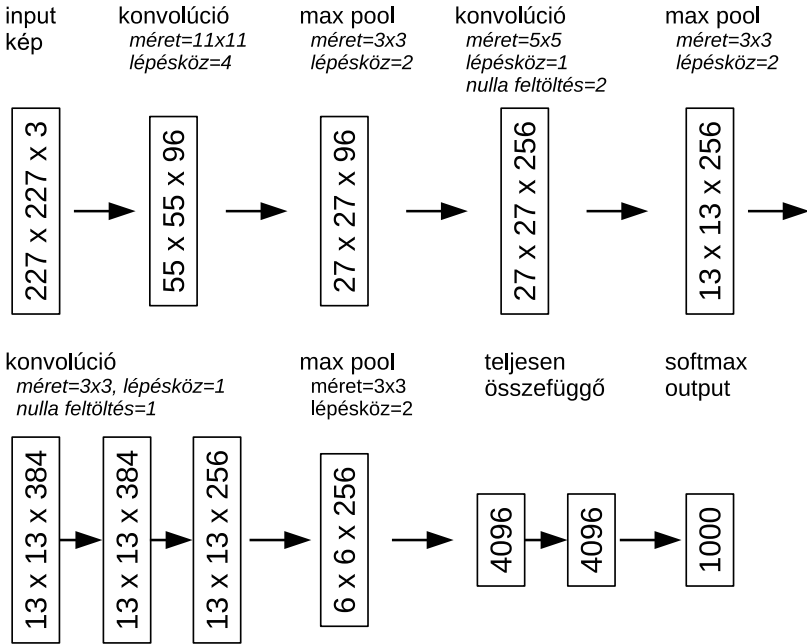 input
kép
konvolúció
méret=11x11
lépésköz=4
max pool
méret=3x3
lépésköz=2
konvolúció
méret=5x5
lépésköz=1
nulla feltöltés=2
max pool
méret=3x3
lépésköz=2
227 x 227 x 3
55 x 55 x 96
27 x 27 x 96
27 x 27 x 256
13 x 13 x 256
konvolúció
méret=3x3, lépésköz=1
nulla feltöltés=1
max pool
méret=3x3
lépésköz=2
teljesen
összefüggő
softmax
output
13 x 13 x 384
13 x 13 x 384
13 x 13 x 256
6 x 6 x 256
4096
4096
1000